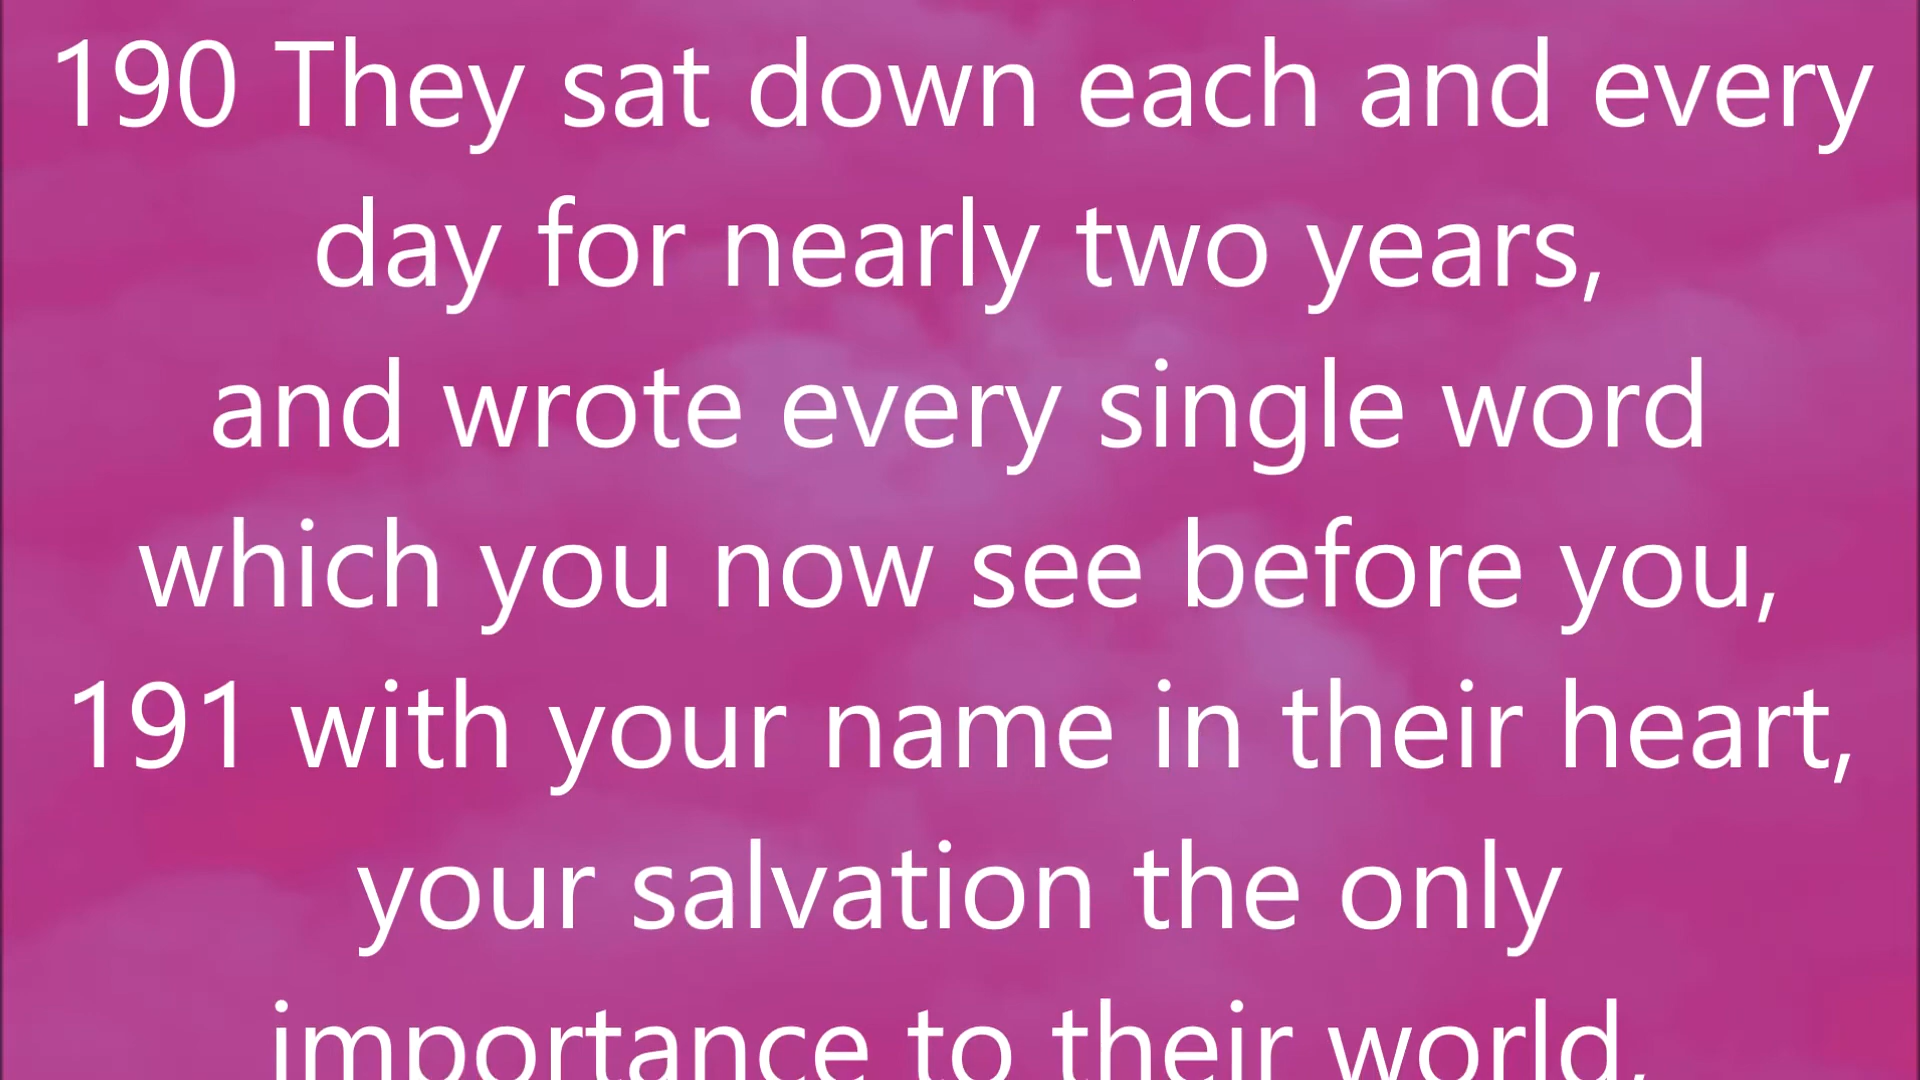 190 They sat down each and every
day for nearly two years,
and wrote every single word
which you now see before you,
191 with your name in their heart,
your salvation the only
importance to their world,